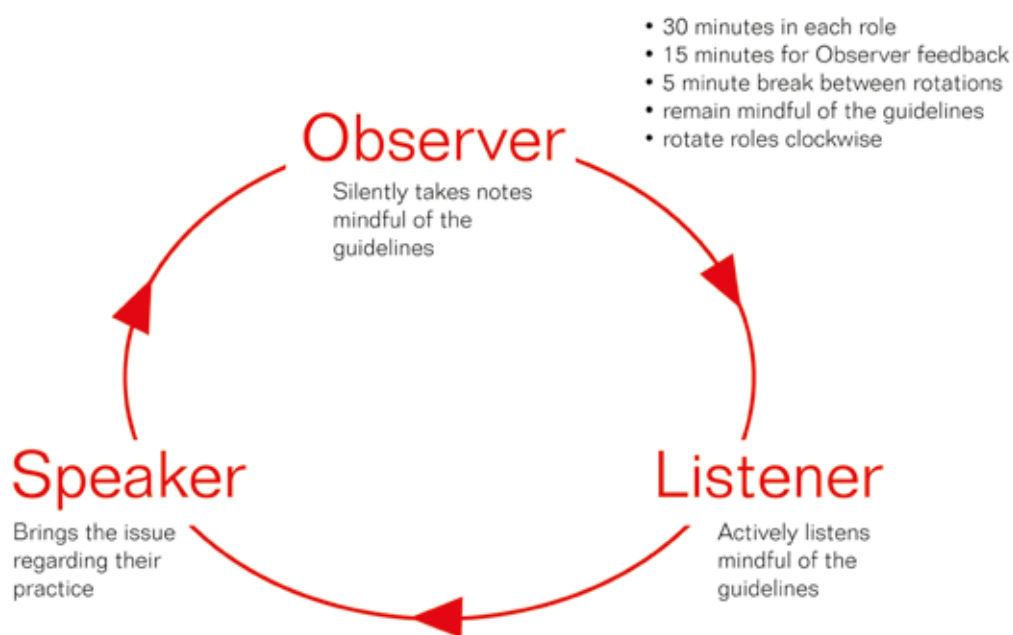 • 30 minutes in each role
• 15 minutes for Observer feedback
• 5 minute break between rotations
• remain mindful of the guidelines
• rotate roles clockwise
Observer
Silently takes notes
mindful of the
guidelines
Speaker
Brings the issue
regarding their
practice
Listener
Actively listens
mindful of the
guidelines